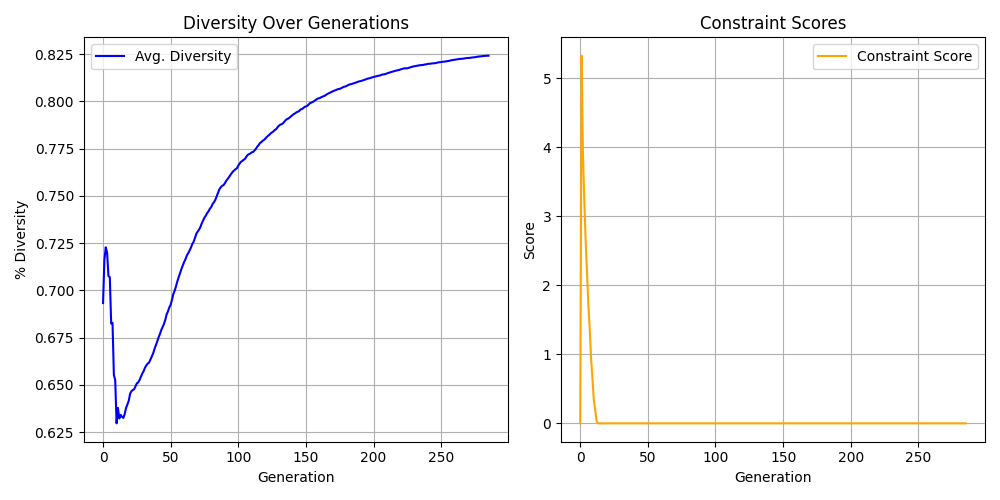 Diversity Over Generations
Avg. Diversity
% Diversity
0.825
0.800
0.775
0.750
0.725
0.700
0.675
0.650
0.625
0 50 100 150 200 250
Generation
Constraint Scores
Constraint Score
Score
5
4
3
2
1
0
0 50 100 150 200 250
Generation